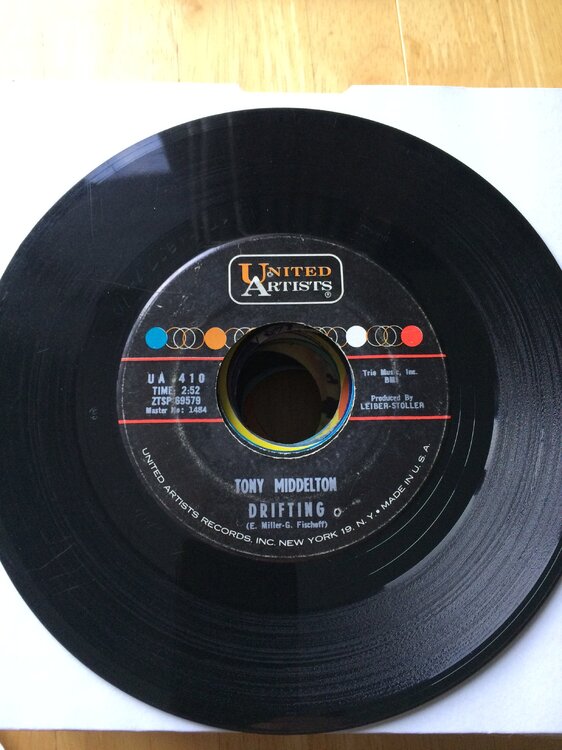 UNITED
ARTISTS ®
UA 410
TIME: 2:52
ZTSP 69579
Master No: 1484
Trio Music, Inc.
BMI
Produced By
LEIBER-STOLLER
TONY MIDDELTON
DRIFTING
(E. Miller-G. Fischoff)
UNITED ARTISTS RECORDS, INC. NEW YORK 19, N.Y. • MADE IN U.S.A.